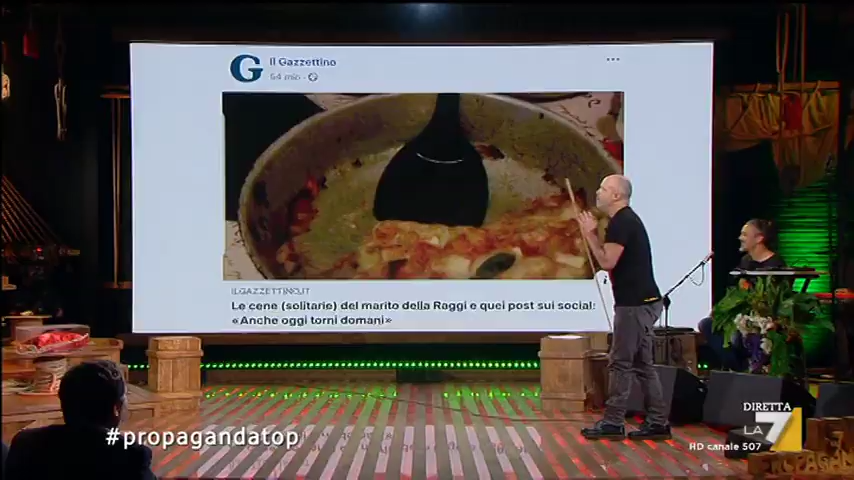 G Il Gazzettino
54 min
ILGAZZETTINO.IT
Le cene (solitarie) del marito della Raggi e quei post sui social:
«Anche oggi torni domani»
#propagandatop
DIRETTA
LA 7
HD canale 507